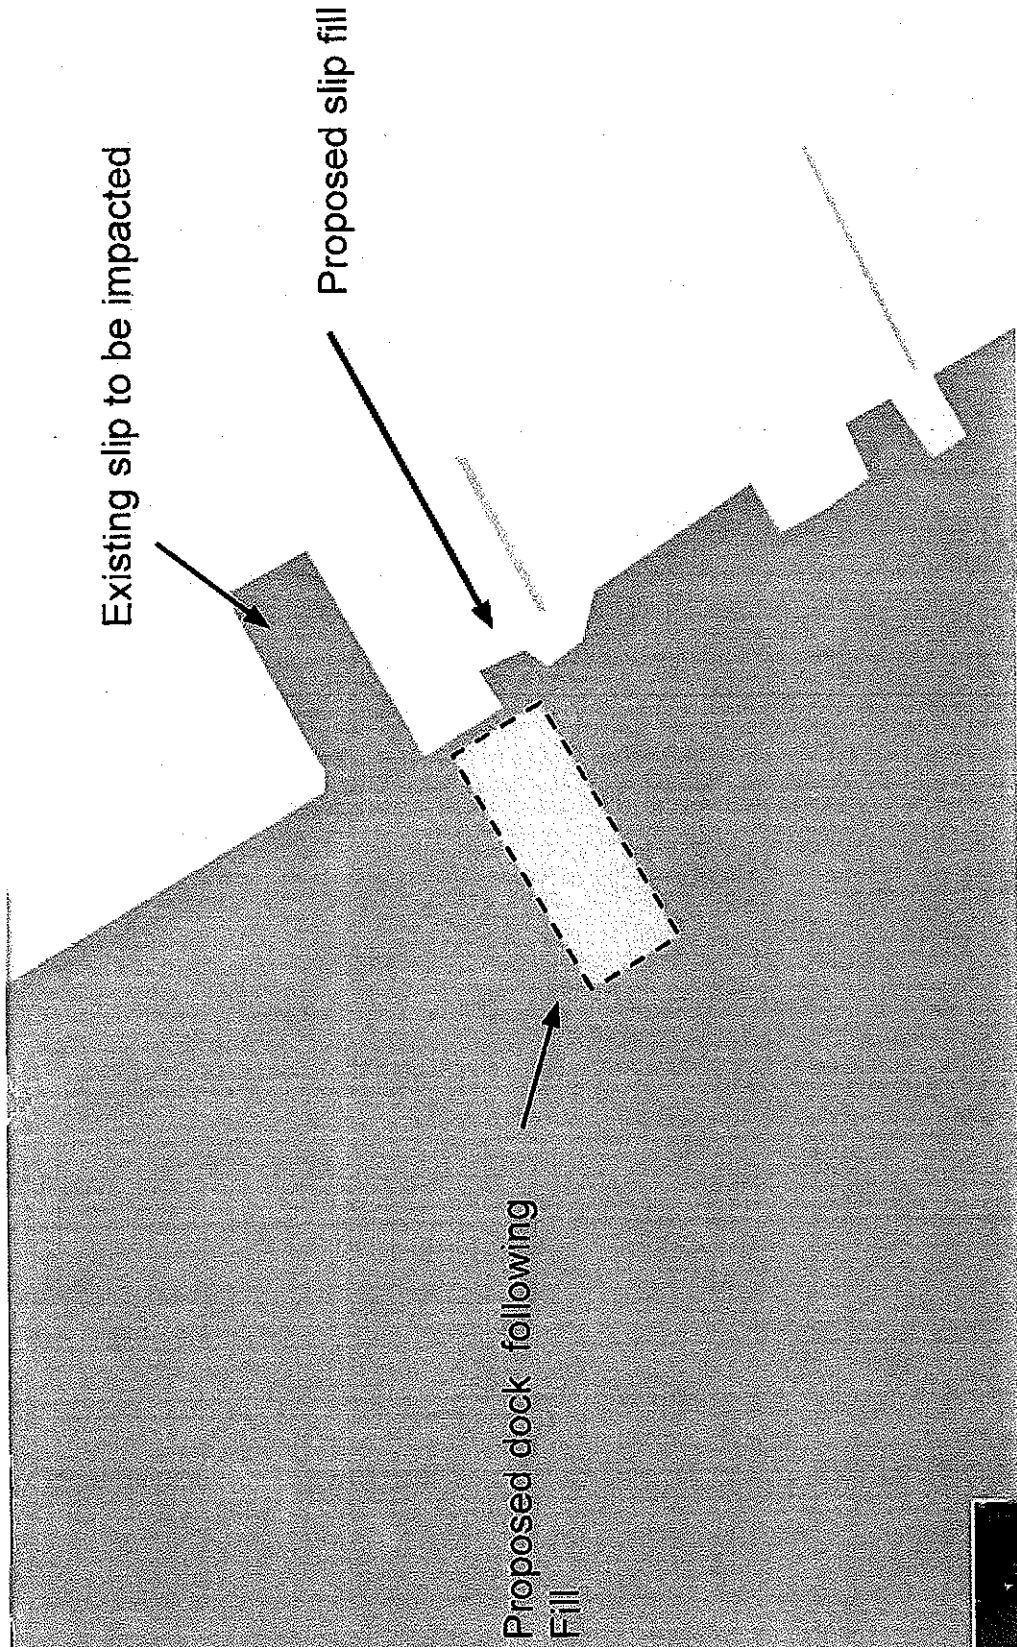 Existing slip to be impacted
Proposed slip fill
Proposed dock following
Fill